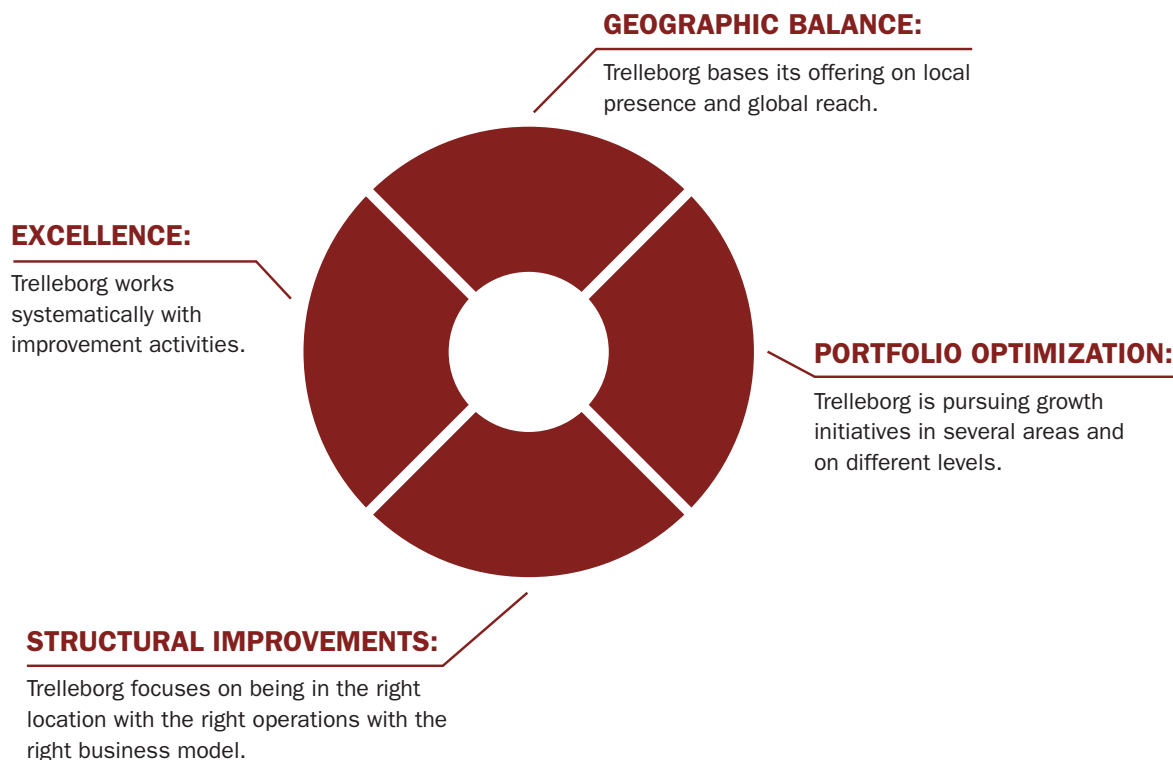 GEOGRAPHIC BALANCE:
Trelleborg bases its offering on local
presence and global reach.
EXCELLENCE:
Trelleborg works
systematically with
improvement activities.
PORTFOLIO OPTIMIZATION:
Trelleborg is pursuing growth
initiatives in several areas and
on different levels.
STRUCTURAL IMPROVEMENTS:
Trelleborg focuses on being in the right
location with the right operations with the
right business model.